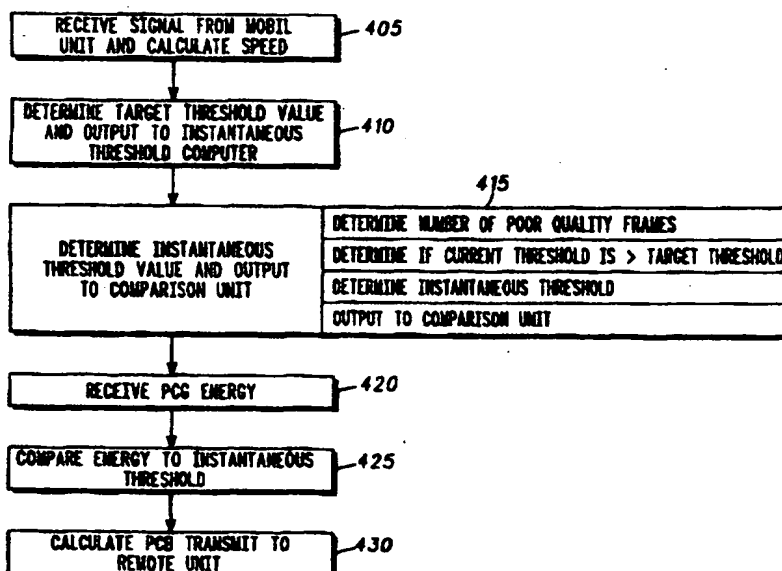 RECEIVE SIGNAL FROM MOBIL
UNIT AND CALCULATE SPEED
405
DETERMINE TARGET THRESHOLD VALUE
AND OUTPUT TO INSTANTANEOUS
THRESHOLD COMPUTER
410
DETERMINE INSTANTANEOUS
THRESHOLD VALUE AND OUTPUT
TO COMPARISON UNIT
415
DETERMINE NUMBER OF POOR QUALITY FRAMES
DETERMINE IF CURRENT THRESHOLD IS > TARGET THRESHOLD
DETERMINE INSTANTANEOUS THRESHOLD
OUTPUT TO COMPARISON UNIT
RECEIVE PCG ENERGY
420
COMPARE ENERGY TO INSTANTANEOUS
THRESHOLD
425
CALCULATE PCB TRANSMIT TO
REMOTE UNIT
430